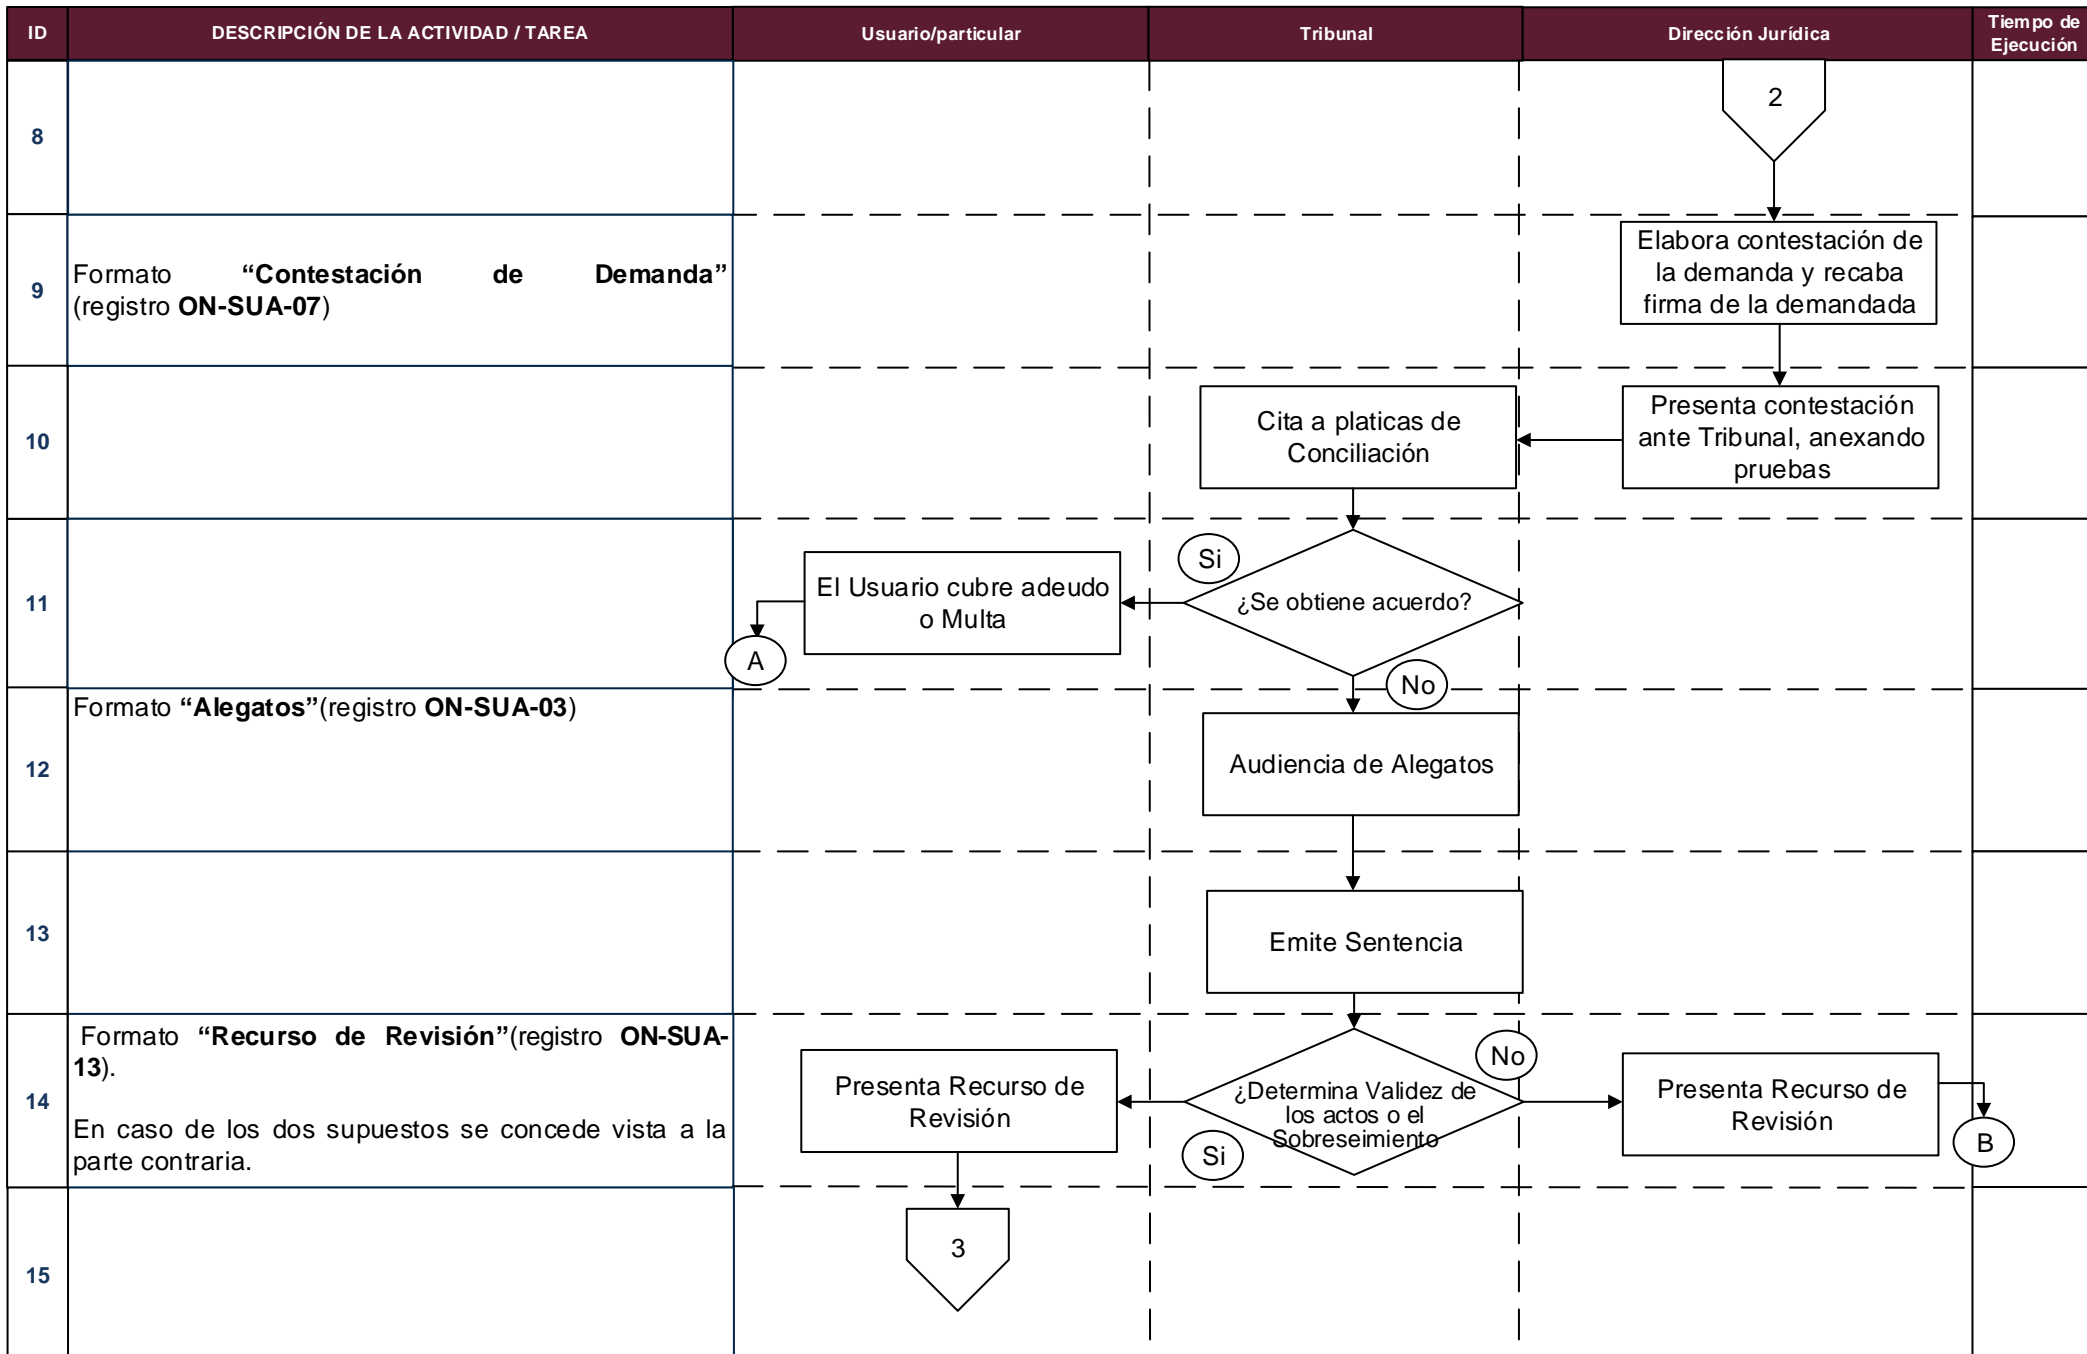 ID
DESCRIPCIÓN DE LA ACTIVIDAD / TAREA
Usuario/particular
Tribunal
Dirección Jurídica
Tiempo de
Ejecución
8
2
9
Formato “Contestación de Demanda”
(registro ON-SUA-07)
Elabora contestación de
la demanda y recaba
firma de la demandada
10
Cita a platicas de
Conciliación
Presenta contestación
ante Tribunal, anexando
pruebas
11
El Usuario cubre adeudo
o Multa
A
Si
¿Se obtiene acuerdo?
No
12
Formato “Alegatos”(registro ON-SUA-03)
Audiencia de Alegatos
13
Emite Sentencia
14
Formato “Recurso de Revisión”(registro ON-SUA-
13).
En caso de los dos supuestos se concede vista a la
parte contraria.
Presenta Recurso de
Revisión
Si
¿Determina Validez de
los actos o el
Sobreseimiento
No
Presenta Recurso de
Revisión
B
15
3